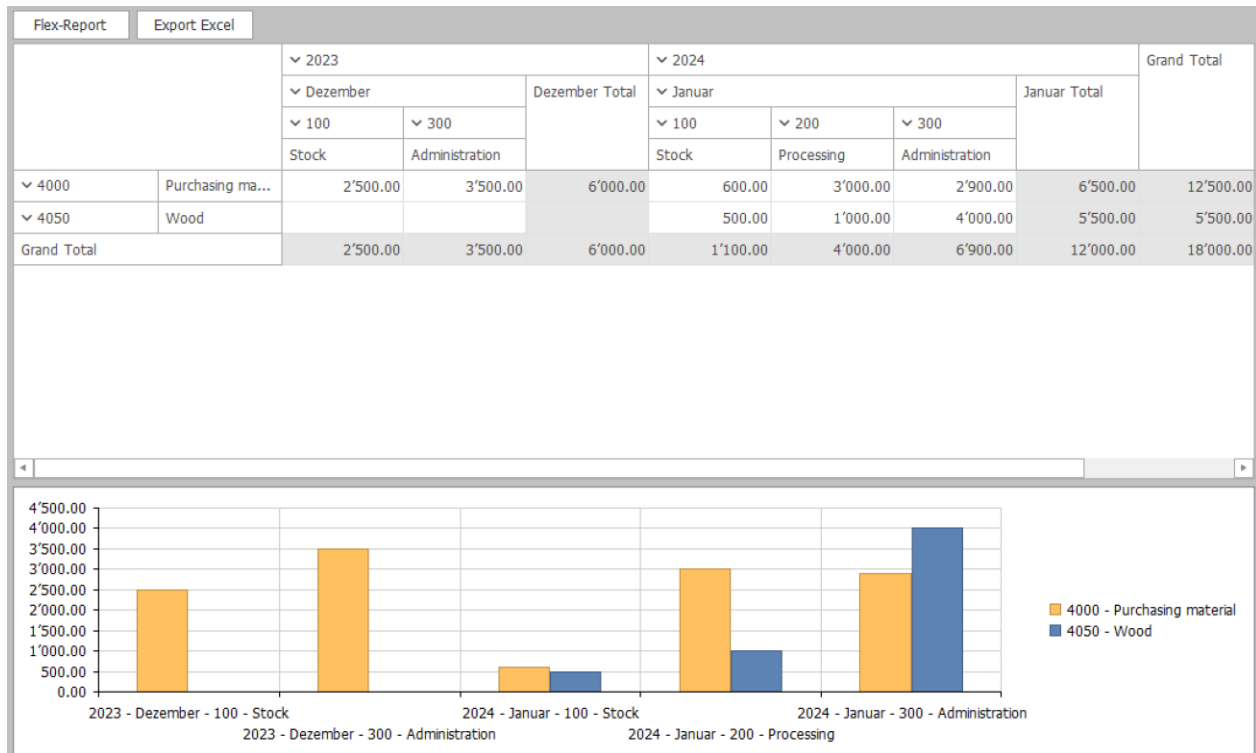 Flex-Report Export Excel
2023 2024 Grand Total
Dezember Dezember Total Januar Januar Total
100 300 100 200 300
Stock Administration Stock Processing Administration
4000 Purchasing ma... 2’500.00 3’500.00 6’000.00 600.00 3’000.00 2’900.00 6’500.00 12’500.00
4050 Wood 500.00 1’000.00 4’000.00 5’500.00 5’500.00
Grand Total 2’500.00 3’500.00 6’000.00 1’100.00 4’000.00 6’900.00 12’000.00 18’000.00
4’500.00
4’000.00
3’500.00
3’000.00
2’500.00
2’000.00
1’500.00
1’000.00
500.00
0.00
4000 - Purchasing material
4050 - Wood
2023 - Dezember - 100 - Stock 2024 - Januar - 100 - Stock 2024 - Januar - 300 - Administration
2023 - Dezember - 300 - Administration 2024 - Januar - 200 - Processing